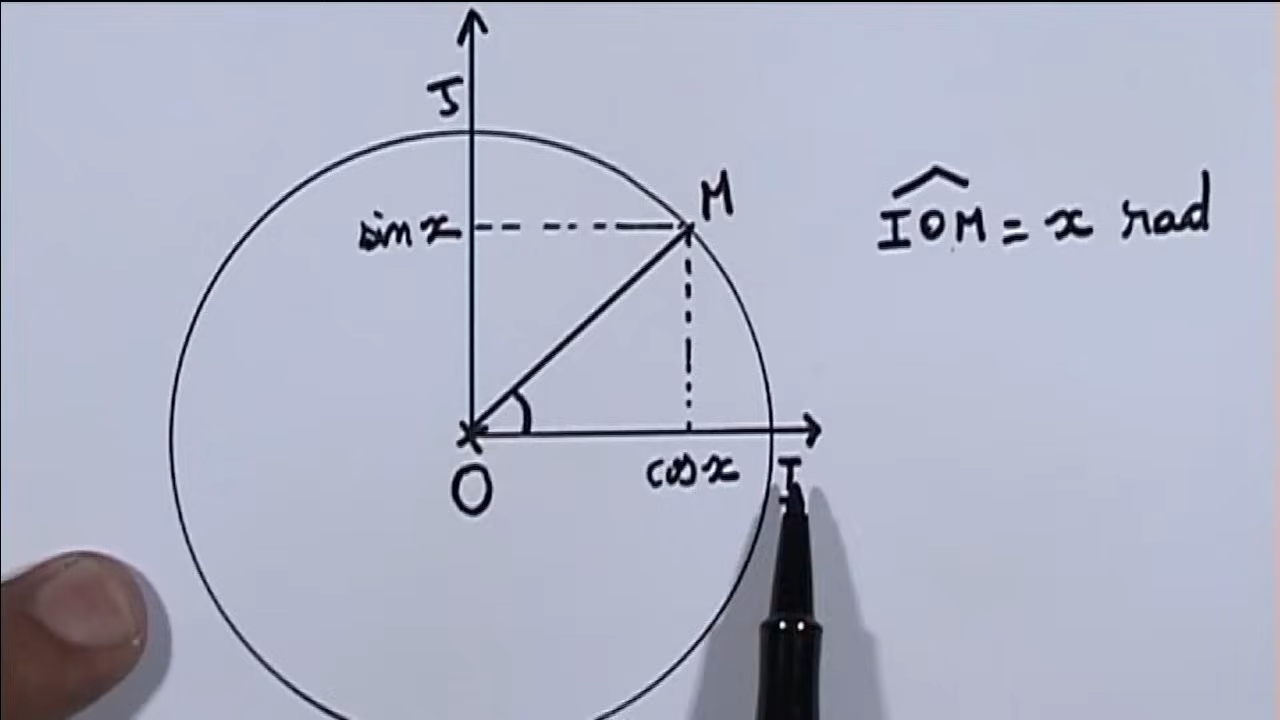 J
M
sin x
IOM̂ = x rad
cos x
I
O